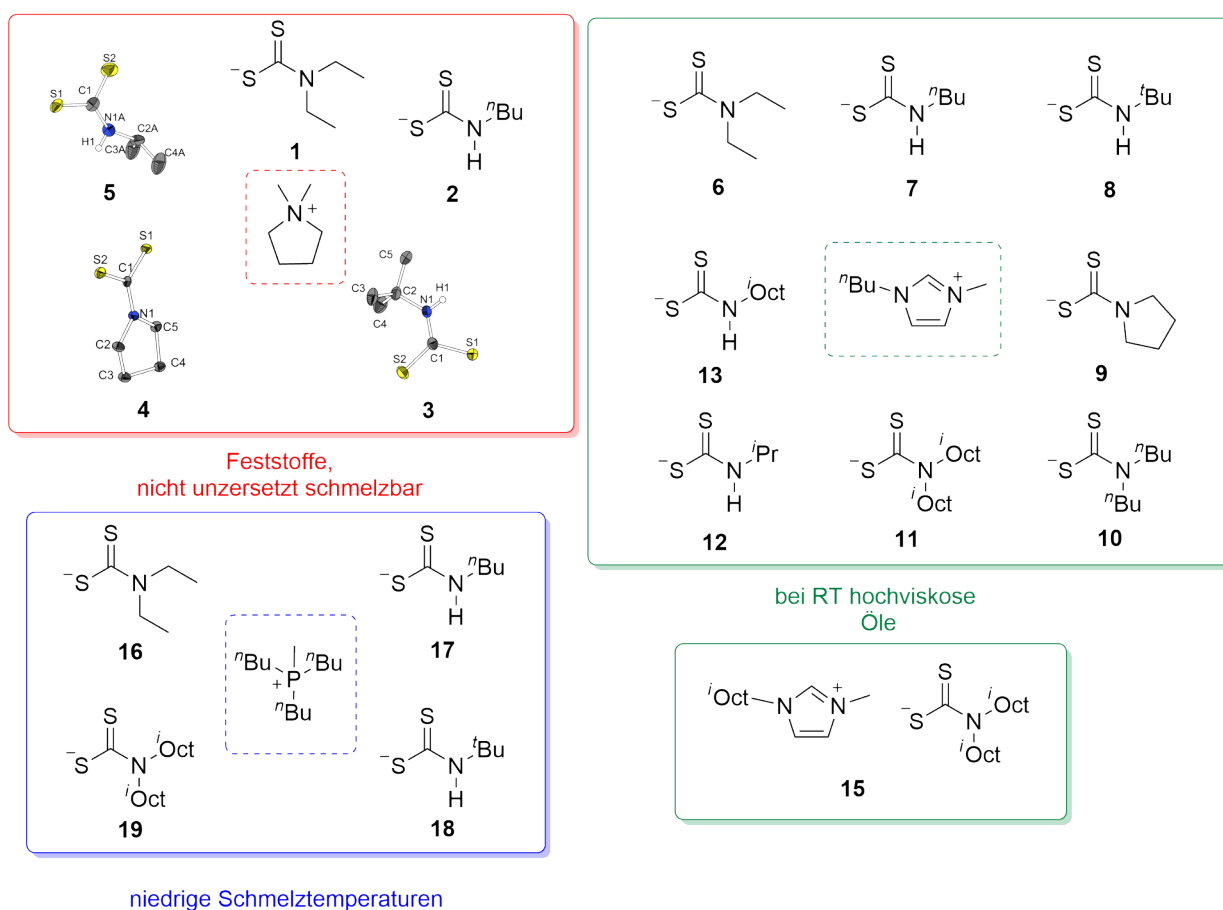 S2
S1
C1
N1A
H1
C2A
C3A
C4A
5
S
−S
N
1
S
−S
N
nBu
H
2
N
+
S1
S2
C1
N1
C5
C2
C4
C3
4
C5
H1
C3
C2
C4
N1
S1
S2
C1
3
Feststoffe,
nicht unzersetzt schmelzbar
S
−S
N
6
S
−S
N
nBu
H
7
S
−S
N
tBu
H
8
S
−S
N
iOct
H
13
nBu
N
N
+
S
−S
N
9
S
−S
N
iPr
H
12
S
−S
N
iOct
iOct
11
S
−S
N
nBu
nBu
10
bei RT hochviskose
Öle
S
−S
N
16
S
−S
N
nBu
H
17
nBu
P
+
nBu
nBu
S
−S
N
iOct
iOct
19
S
−S
N
tBu
H
18
niedrige Schmelztemperaturen
iOct
N
N
+
S
−S
N
iOct
iOct
15